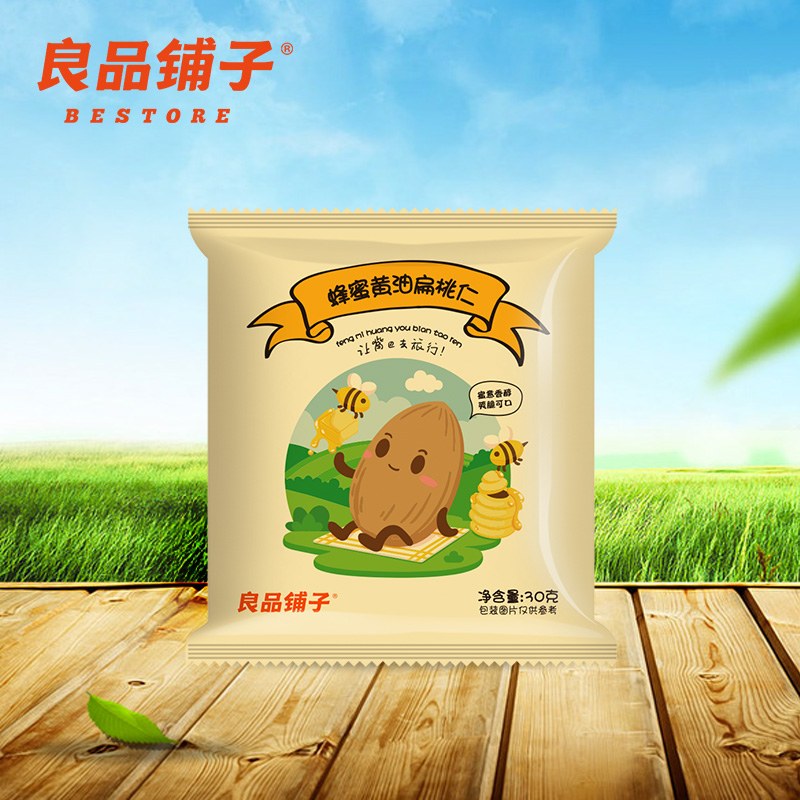 良品铺子®
BESTORE
蜂蜜黄油扁桃仁
feng mi huang you bian tao ren
让嘴巴去旅行!
蜜意香醇
爽脆可口
良品铺子®
净含量:30克
包装图片仅供参考